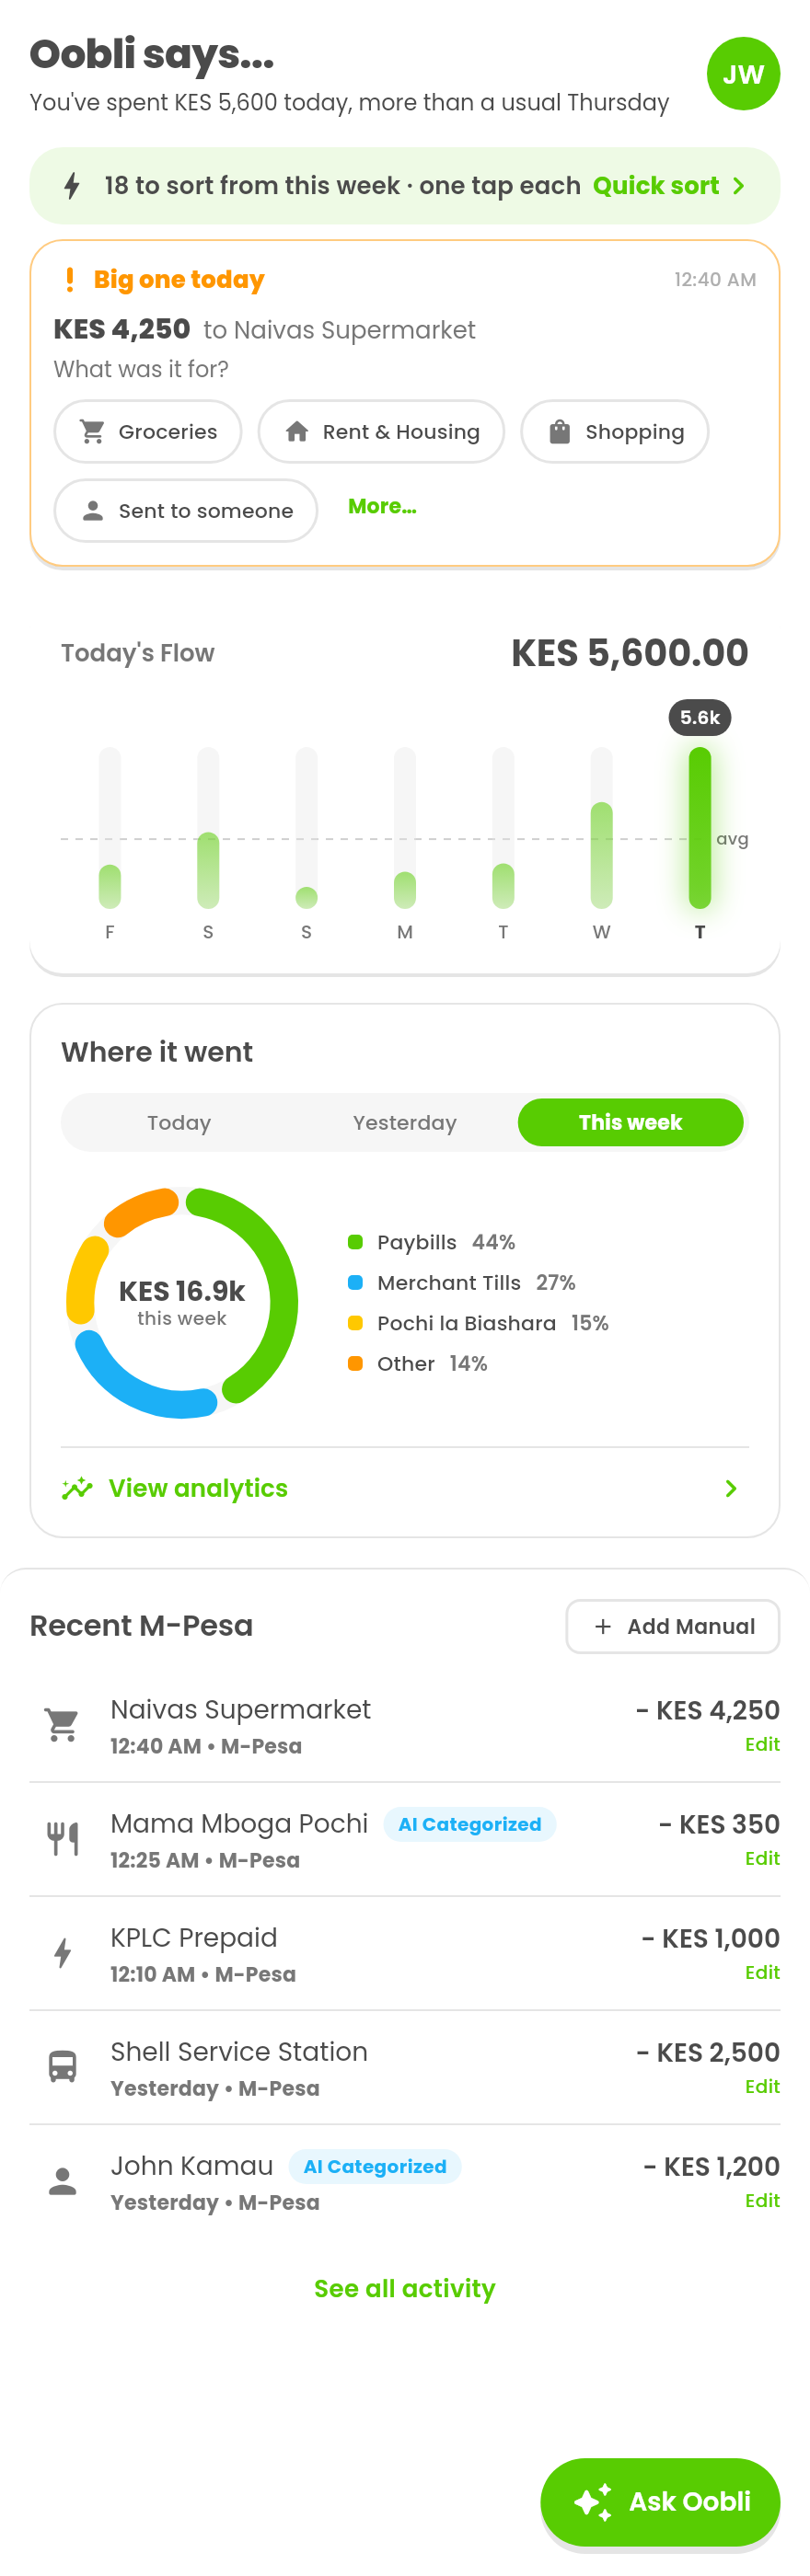 Oobli says...
JW
You've spent KES 5,600 today, more than a usual Thursday
18 to sort from this week · one tap each Quick sort
Big one today 12:40 AM
KES 4,250 to Naivas Supermarket
What was it for?
Groceries Rent & Housing Shopping
Sent to someone More...
Today's Flow KES 5,600.00
5.6k
avg
F S S M T W T
Where it went
Today Yesterday This week
KES 16.9k
this week
Paybills 44%
Merchant Tills 27%
Pochi la Biashara 15%
Other 14%
View analytics
Recent M-Pesa + Add Manual
Naivas Supermarket - KES 4,250
12:40 AM • M-Pesa Edit
Mama Mboga Pochi AI Categorized - KES 350
12:25 AM • M-Pesa Edit
KPLC Prepaid - KES 1,000
12:10 AM • M-Pesa Edit
Shell Service Station - KES 2,500
Yesterday • M-Pesa Edit
John Kamau AI Categorized - KES 1,200
Yesterday • M-Pesa Edit
See all activity
Ask Oobli